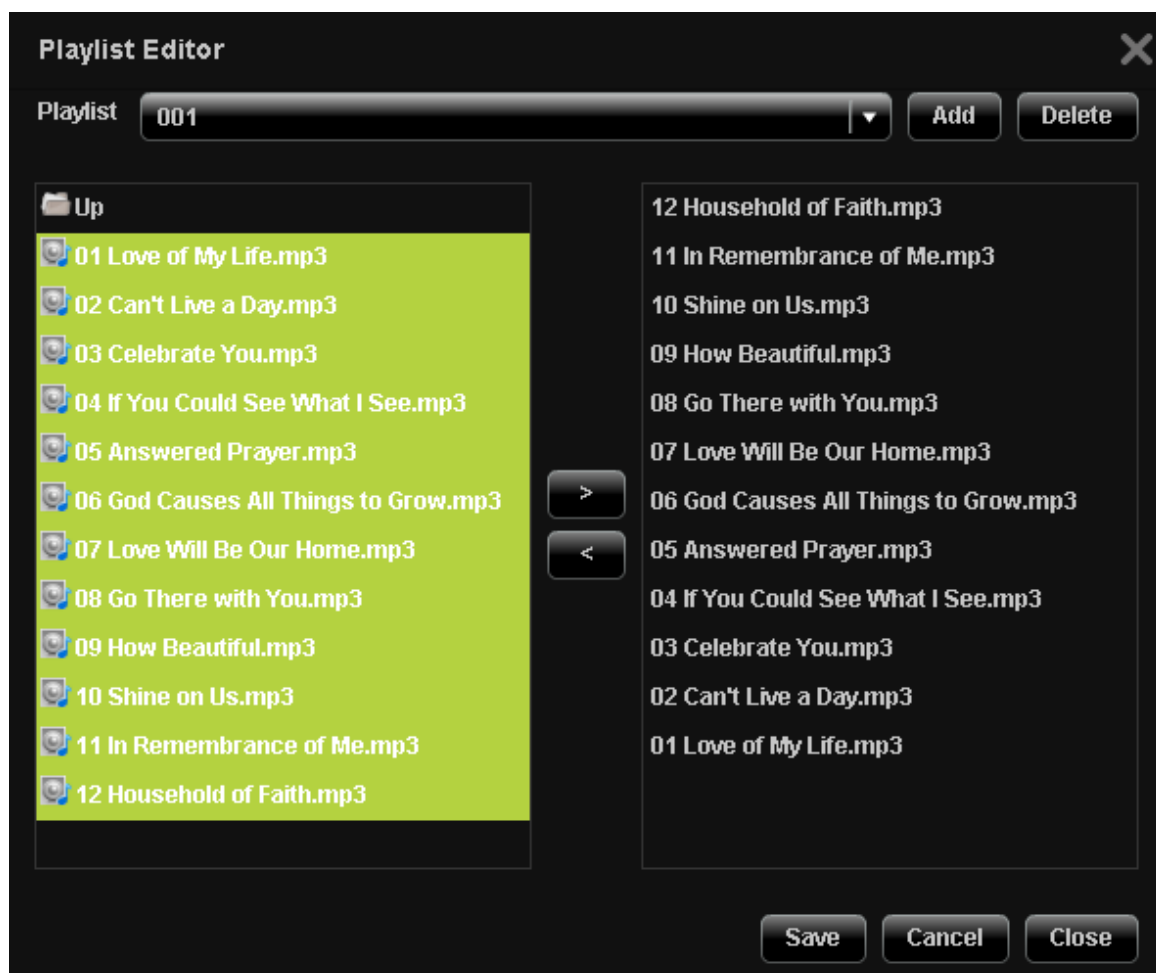 Playlist Editor
Playlist 001 Add Delete
Up
01 Love of My Life.mp3
02 Can't Live a Day.mp3
03 Celebrate You.mp3
04 If You Could See What I See.mp3
05 Answered Prayer.mp3
06 God Causes All Things to Grow.mp3
07 Love Will Be Our Home.mp3
08 Go There with You.mp3
09 How Beautiful.mp3
10 Shine on Us.mp3
11 In Remembrance of Me.mp3
12 Household of Faith.mp3
>
<
12 Household of Faith.mp3
11 In Remembrance of Me.mp3
10 Shine on Us.mp3
09 How Beautiful.mp3
08 Go There with You.mp3
07 Love Will Be Our Home.mp3
06 God Causes All Things to Grow.mp3
05 Answered Prayer.mp3
04 If You Could See What I See.mp3
03 Celebrate You.mp3
02 Can't Live a Day.mp3
01 Love of My Life.mp3
Save Cancel Close